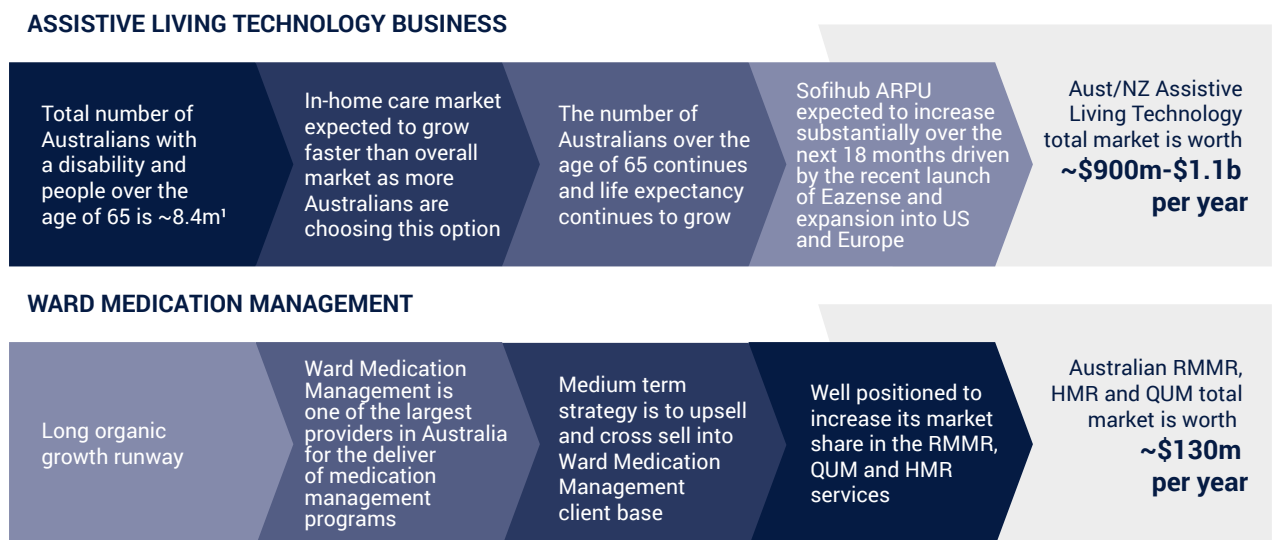 ASSISTIVE LIVING TECHNOLOGY BUSINESS
Total number of
Australians with
a disability and
people over the
age of 65 is ~8.4m¹
In-home care market
expected to grow
faster than overall
market as more
Australians are
choosing this option
The number of
Australians over the
age of 65 continues
and life expectancy
continues to grow
Sofihub ARPU
expected to increase
substantially over the
next 18 months driven
by the recent launch
of Eazense and
expansion into US
and Europe
Aust/NZ Assistive
Living Technology
total market is worth
~$900m-$1.1b
per year
WARD MEDICATION MANAGEMENT
Long organic
growth runway
Ward Medication
Management is
one of the largest
providers in Australia
for the deliver
of medication
management
programs
Medium term
strategy is to upsell
and cross sell into
Ward Medication
Management
client base
Well positioned to
increase its market
share in the RMMR,
QUM and HMR
services
Australian RMMR,
HMR and QUM total
market is worth
~$130m
per year